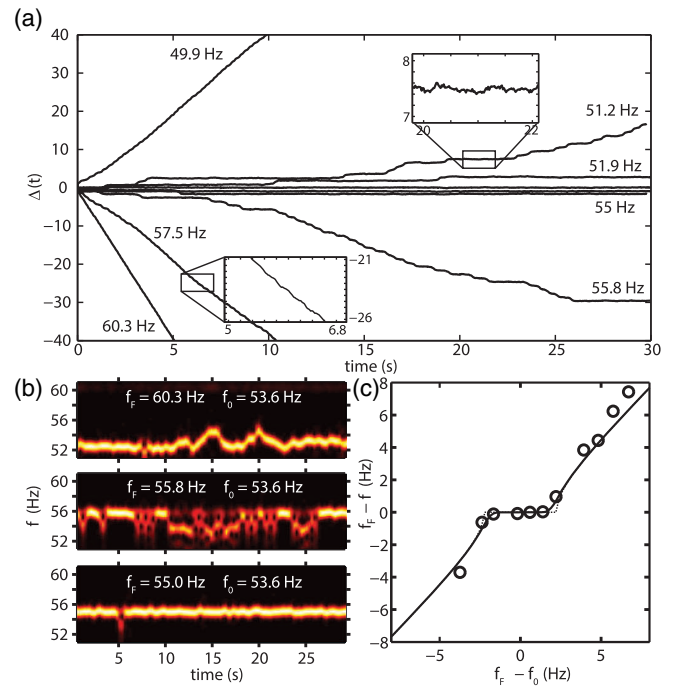 (a)
40
30
20
10
0
−10
−20
−30
−40
Δ(t)
49.9 Hz
8
7
20
21
22
51.2 Hz
51.9 Hz
55 Hz
57.5 Hz
−21
−26
5
6.8
55.8 Hz
60.3 Hz
0
5
10
15
20
25
30
time (s)
(b)
60
56
52
f_F = 60.3 Hz f_0 = 53.6 Hz
60
56
52
f_F = 55.8 Hz f_0 = 53.6 Hz
60
56
52
f_F = 55.0 Hz f_0 = 53.6 Hz
f (Hz)
5
10
15
20
25
time (s)
(c)
8
6
4
2
0
−2
−4
−6
−8
f_F − f (Hz)
−5
0
5
f_F − f_0 (Hz)